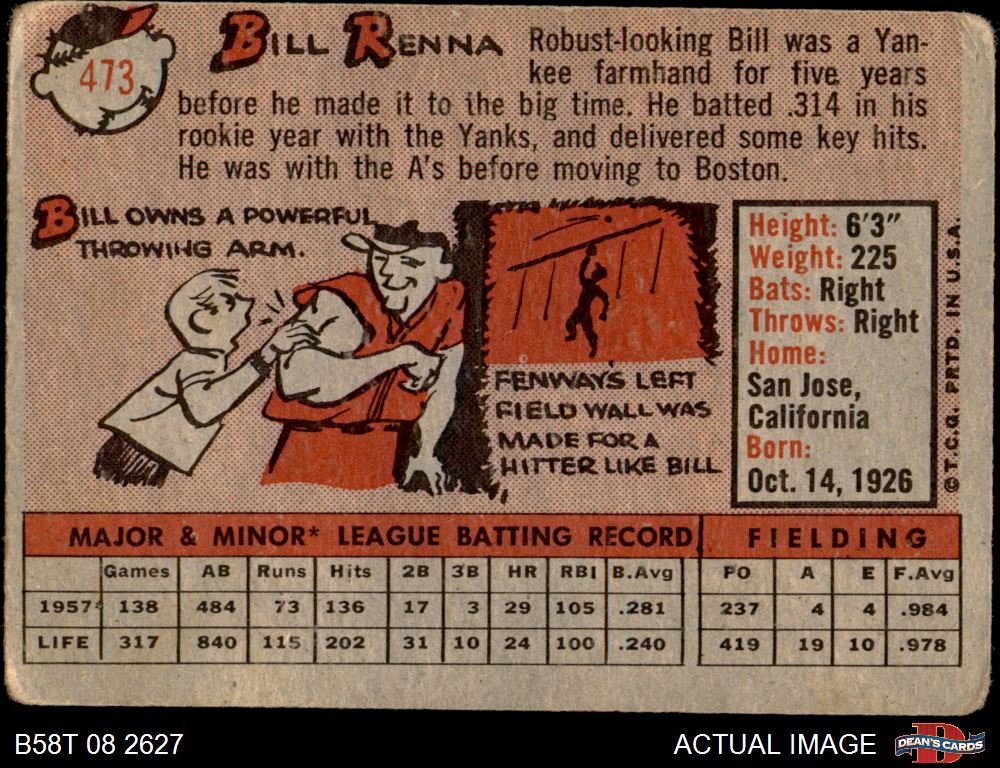 473
BILL RENNA
Robust-looking Bill was a Yan-
kee farmhand for five years
before he made it to the big time. He batted .314 in his
rookie year with the Yanks, and delivered some key hits.
He was with the A's before moving to Boston.
BILL OWNS A POWERFUL
THROWING ARM.
FENWAY'S LEFT
FIELD WALL WAS
MADE FOR A
HITTER LIKE BILL
Height: 6'3"
Weight: 225
Bats: Right
Throws: Right
Home:
San Jose,
California
Born:
Oct. 14, 1926
©T.C.G. PRTD. IN U.S.A.
MAJOR & MINOR* LEAGUE BATTING RECORD FIELDING
Games AB Runs Hits 2B 3B HR RBI B.Avg PO A E F.Avg
1957* 138 484 73 136 17 3 29 105 .281 237 4 4 .984
LIFE 317 840 115 202 31 10 24 100 .240 419 19 10 .978
B58T 08 2627 ACTUAL IMAGE D DEAN'S CARDS